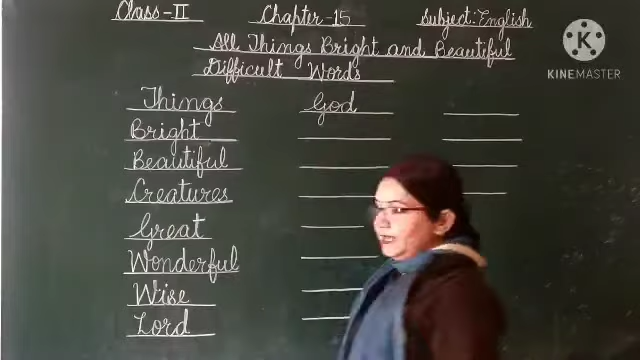 Class-II Chapter-15 Subject:English
All Things Bright and Beautiful
Difficult Words
Things God
Bright
Beautiful
Creatures
Great
Wonderful
Wise
Lord
KINEMASTER